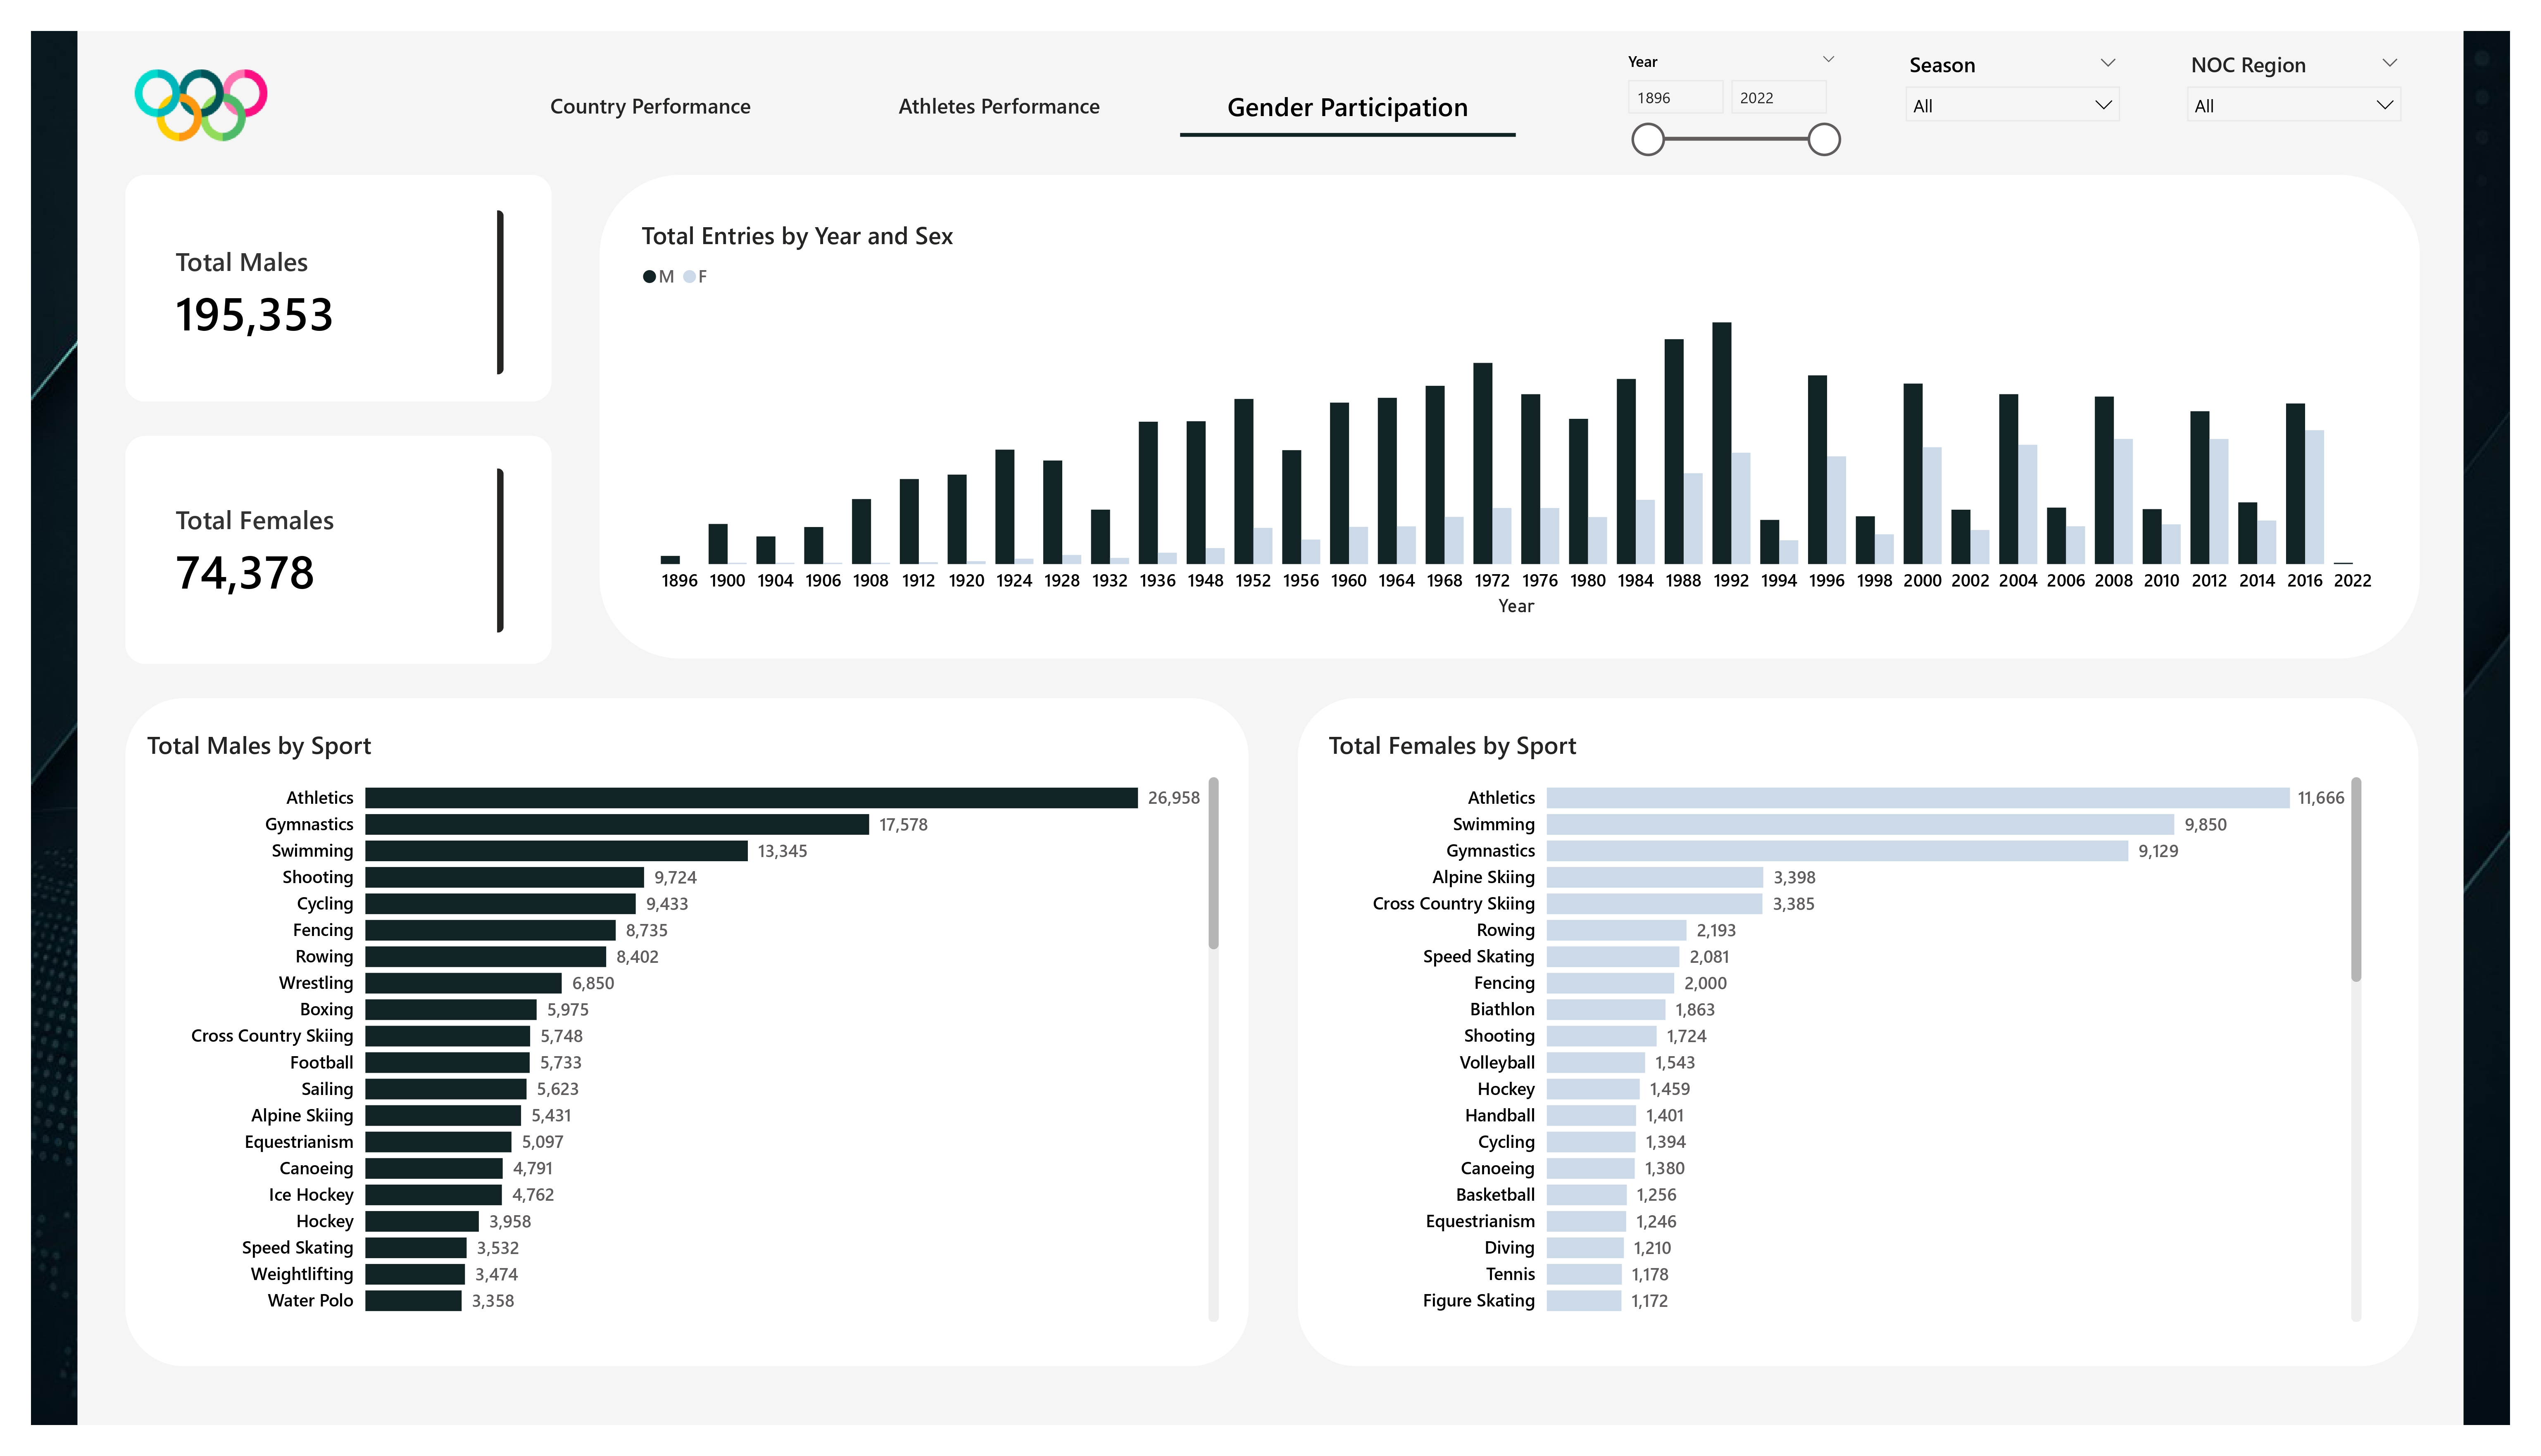 Country Performance
Athletes Performance
Gender Participation
Year
1896
2022
Season
All
NOC Region
All
Total Males
195,353
Total Females
74,378
Total Entries by Year and Sex
M F
1896 1900 1904 1906 1908 1912 1920 1924 1928 1932 1936 1948 1952 1956 1960 1964 1968 1972 1976 1980 1984 1988 1992 1994 1996 1998 2000 2002 2004 2006 2008 2010 2012 2014 2016 2022
Year
Total Males by Sport
Athletics 26,958
Gymnastics 17,578
Swimming 13,345
Shooting 9,724
Cycling 9,433
Fencing 8,735
Rowing 8,402
Wrestling 6,850
Boxing 5,975
Cross Country Skiing 5,748
Football 5,733
Sailing 5,623
Alpine Skiing 5,431
Equestrianism 5,097
Canoeing 4,791
Ice Hockey 4,762
Hockey 3,958
Speed Skating 3,532
Weightlifting 3,474
Water Polo 3,358
Total Females by Sport
Athletics 11,666
Swimming 9,850
Gymnastics 9,129
Alpine Skiing 3,398
Cross Country Skiing 3,385
Rowing 2,193
Speed Skating 2,081
Fencing 2,000
Biathlon 1,863
Shooting 1,724
Volleyball 1,543
Hockey 1,459
Handball 1,401
Cycling 1,394
Canoeing 1,380
Basketball 1,256
Equestrianism 1,246
Diving 1,210
Tennis 1,178
Figure Skating 1,172